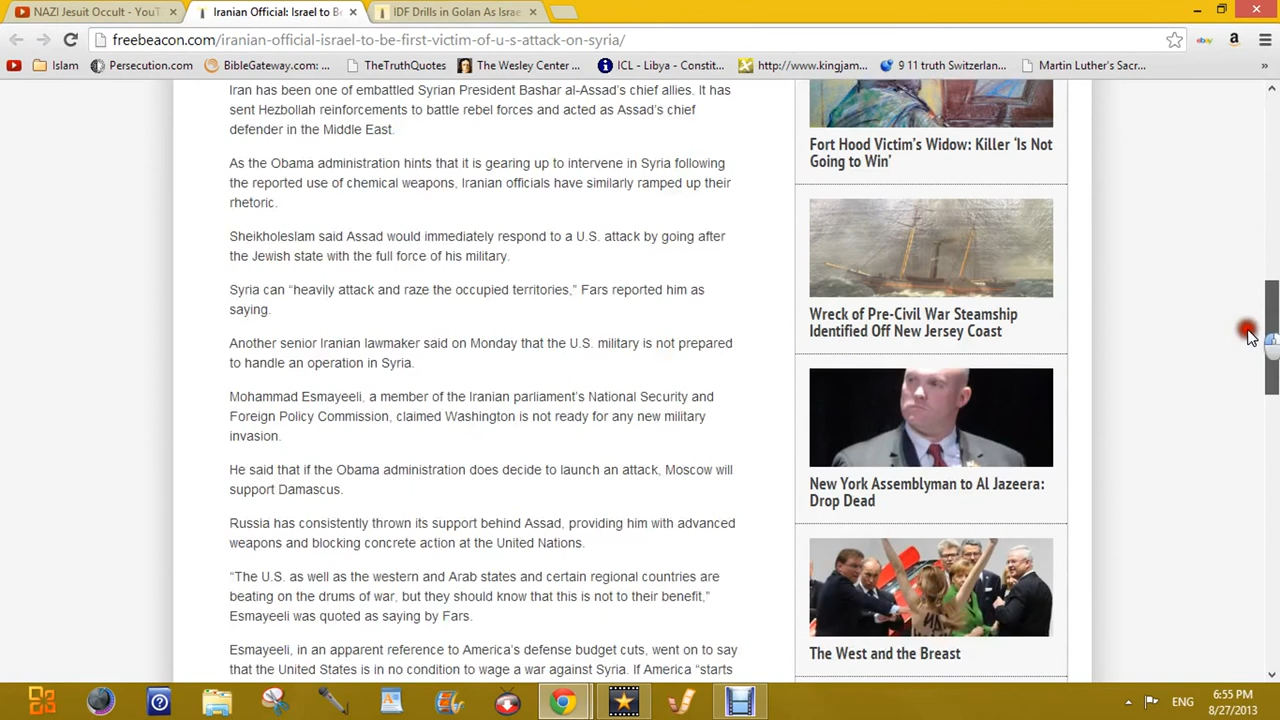 NAZI Jesuit Occult - YouT
Iranian Official: Israel to Be
IDF Drills in Golan As Israe
freebeacon.com/iranian-official-israel-to-be-first-victim-of-u-s-attack-on-syria/
Islam
Persecution.com
BibleGateway.com: ...
TheTruthQuotes
The Wesley Center ...
ICL - Libya - Constit...
http://www.kingjam...
9 11 truth Switzerlan...
Martin Luther's Sacr...
»
ebay
a
Iran has been one of embattled Syrian President Bashar al-Assad's chief allies. It has
sent Hezbollah reinforcements to battle rebel forces and acted as Assad's chief
defender in the Middle East.
As the Obama administration hints that it is gearing up to intervene in Syria following
the reported use of chemical weapons, Iranian officials have similarly ramped up their
rhetoric.
Sheikholeslam said Assad would immediately respond to a U.S. attack by going after
the Jewish state with the full force of his military.
Syria can “heavily attack and raze the occupied territories,” Fars reported him as
saying.
Another senior Iranian lawmaker said on Monday that the U.S. military is not prepared
to handle an operation in Syria.
Mohammad Esmayeeli, a member of the Iranian parliament's National Security and
Foreign Policy Commission, claimed Washington is not ready for any new military
invasion.
He said that if the Obama administration does decide to launch an attack, Moscow will
support Damascus.
Russia has consistently thrown its support behind Assad, providing him with advanced
weapons and blocking concrete action at the United Nations.
“The U.S. as well as the western and Arab states and certain regional countries are
beating on the drums of war, but they should know that this is not to their benefit,”
Esmayeeli was quoted as saying by Fars.
Esmayeeli, in an apparent reference to America's defense budget cuts, went on to say
that the United States is in no condition to wage a war against Syria. If America “starts
Fort Hood Victim's Widow: Killer ‘Is Not
Going to Win’
Wreck of Pre-Civil War Steamship
Identified Off New Jersey Coast
New York Assemblyman to Al Jazeera:
Drop Dead
The West and the Breast
ENG
6:55 PM
8/27/2013